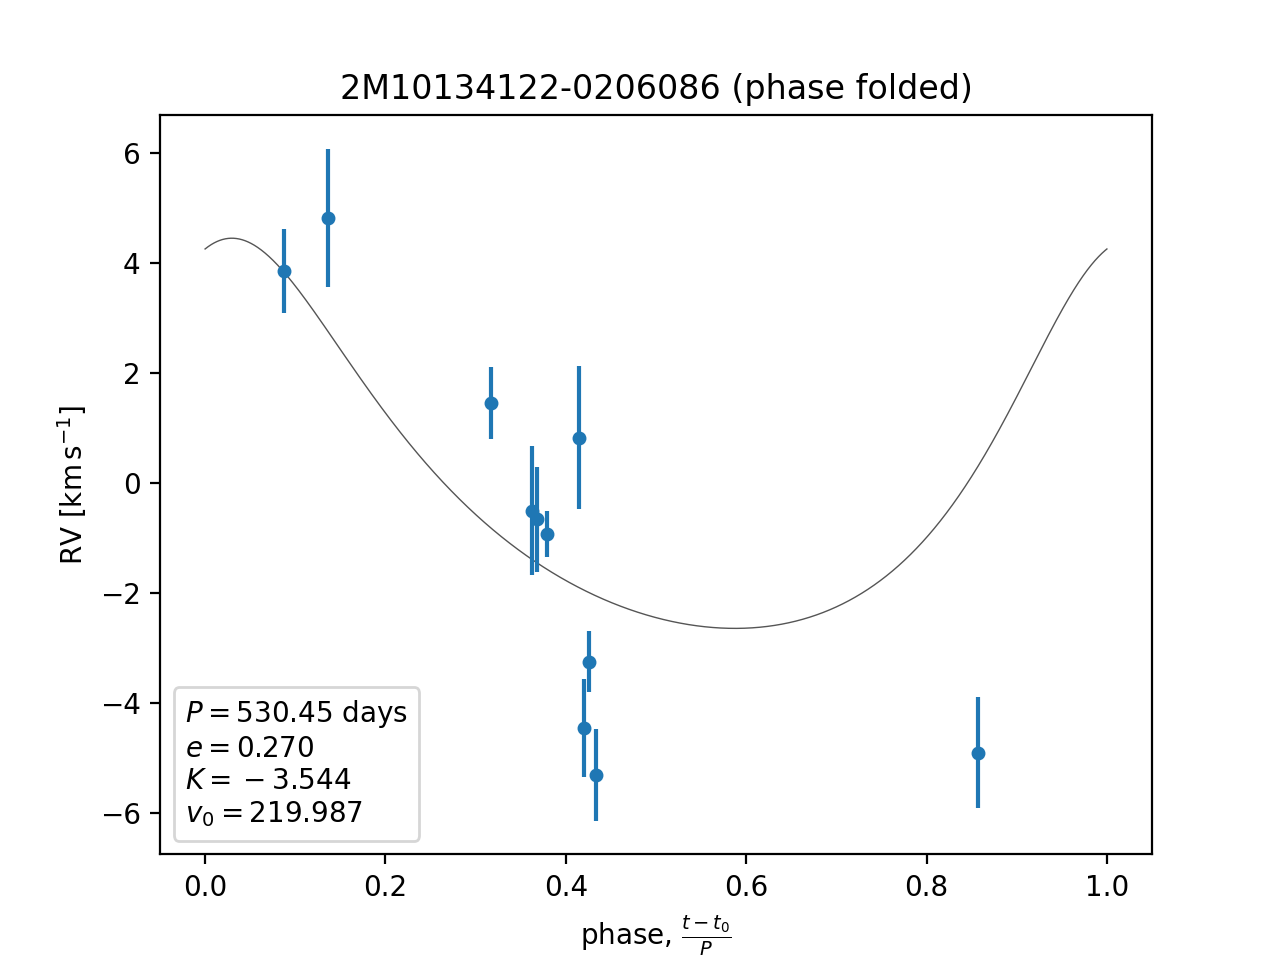 2M10134122-0206086 (phase folded)
RV [km s⁻¹]
6
4
2
0
−2
−4
−6
P = 530.45 days
e = 0.270
K = −3.544
v₀ = 219.987
0.0 0.2 0.4 0.6 0.8 1.0
phase, (t − t₀)/P